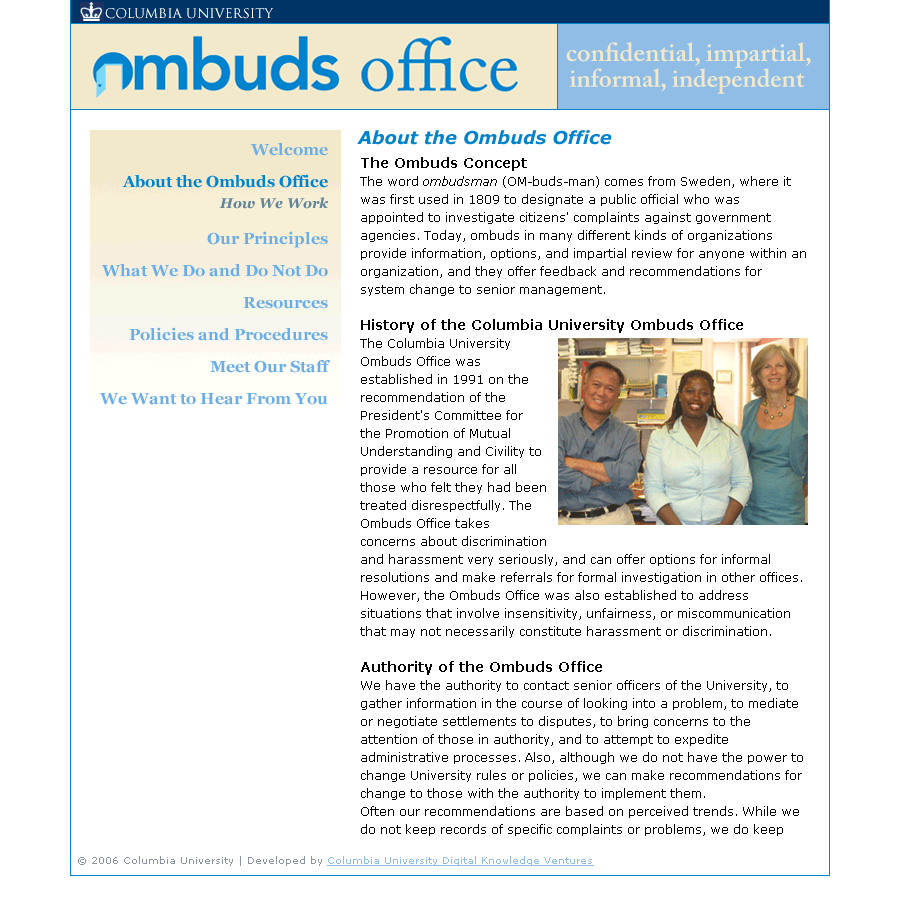 COLUMBIA UNIVERSITY
ombuds office
confidential, impartial,
informal, independent
Welcome
About the Ombuds Office
How We Work
Our Principles
What We Do and Do Not Do
Resources
Policies and Procedures
Meet Our Staff
We Want to Hear From You
About the Ombuds Office
The Ombuds Concept
The word ombudsman (OM-buds-man) comes from Sweden, where it
was first used in 1809 to designate a public official who was
appointed to investigate citizens' complaints against government
agencies. Today, ombuds in many different kinds of organizations
provide information, options, and impartial review for anyone within an
organization, and they offer feedback and recommendations for
system change to senior management.
History of the Columbia University Ombuds Office
The Columbia University
Ombuds Office was
established in 1991 on the
recommendation of the
President's Committee for
the Promotion of Mutual
Understanding and Civility to
provide a resource for all
those who felt they had been
treated disrespectfully. The
Ombuds Office takes
concerns about discrimination
and harassment very seriously, and can offer options for informal
resolutions and make referrals for formal investigation in other offices.
However, the Ombuds Office was also established to address
situations that involve insensitivity, unfairness, or miscommunication
that may not necessarily constitute harassment or discrimination.
Authority of the Ombuds Office
We have the authority to contact senior officers of the University, to
gather information in the course of looking into a problem, to mediate
or negotiate settlements to disputes, to bring concerns to the
attention of those in authority, and to attempt to expedite
administrative processes. Also, although we do not have the power to
change University rules or policies, we can make recommendations for
change to those with the authority to implement them.
Often our recommendations are based on perceived trends. While we
do not keep records of specific complaints or problems, we do keep
© 2006 Columbia University | Developed by Columbia University Digital Knowledge Ventures